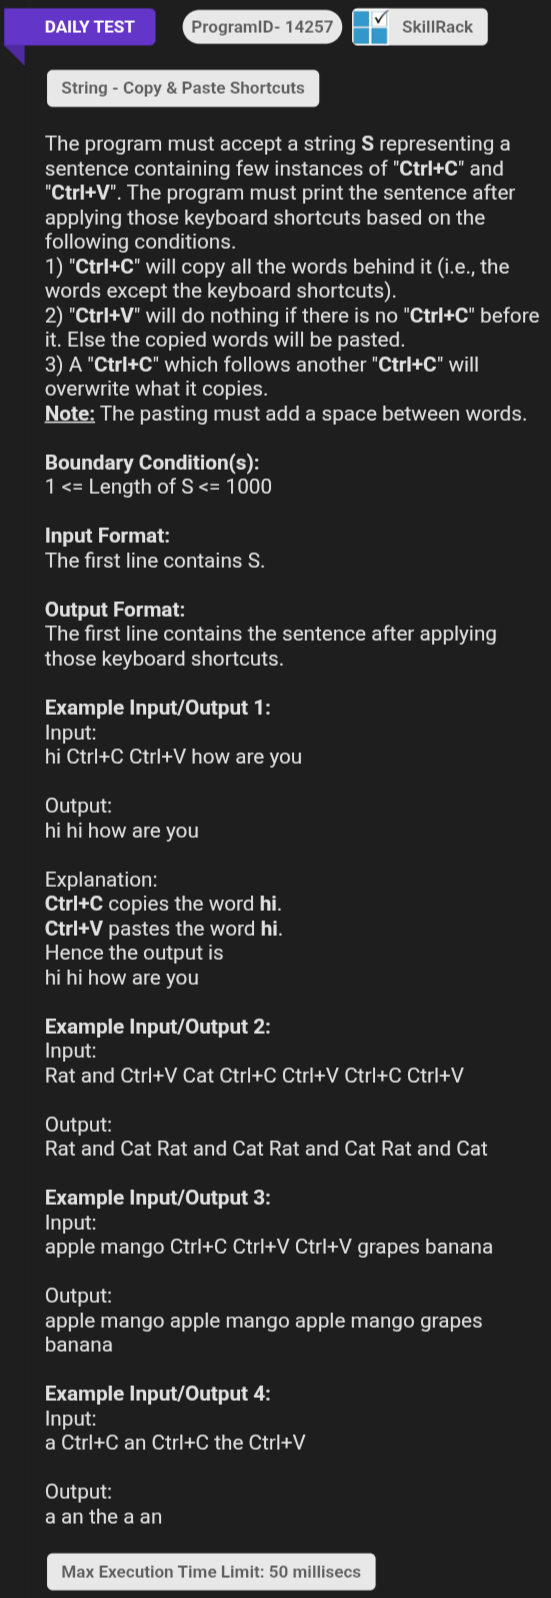 DAILY TEST
ProgramID- 14257
SkillRack
String - Copy & Paste Shortcuts
The program must accept a string S representing a
sentence containing few instances of "Ctrl+C" and
"Ctrl+V". The program must print the sentence after
applying those keyboard shortcuts based on the
following conditions.
1) "Ctrl+C" will copy all the words behind it (i.e., the
words except the keyboard shortcuts).
2) "Ctrl+V" will do nothing if there is no "Ctrl+C" before
it. Else the copied words will be pasted.
3) A "Ctrl+C" which follows another "Ctrl+C" will
overwrite what it copies.
Note: The pasting must add a space between words.
Boundary Condition(s):
1 <= Length of S <= 1000
Input Format:
The first line contains S.
Output Format:
The first line contains the sentence after applying
those keyboard shortcuts.
Example Input/Output 1:
Input:
hi Ctrl+C Ctrl+V how are you
Output:
hi hi how are you
Explanation:
Ctrl+C copies the word hi.
Ctrl+V pastes the word hi.
Hence the output is
hi hi how are you
Example Input/Output 2:
Input:
Rat and Ctrl+V Cat Ctrl+C Ctrl+V Ctrl+C Ctrl+V
Output:
Rat and Cat Rat and Cat Rat and Cat Rat and Cat
Example Input/Output 3:
Input:
apple mango Ctrl+C Ctrl+V Ctrl+V grapes banana
Output:
apple mango apple mango apple mango grapes
banana
Example Input/Output 4:
Input:
a Ctrl+C an Ctrl+C the Ctrl+V
Output:
a an the a an
Max Execution Time Limit: 50 millisecs